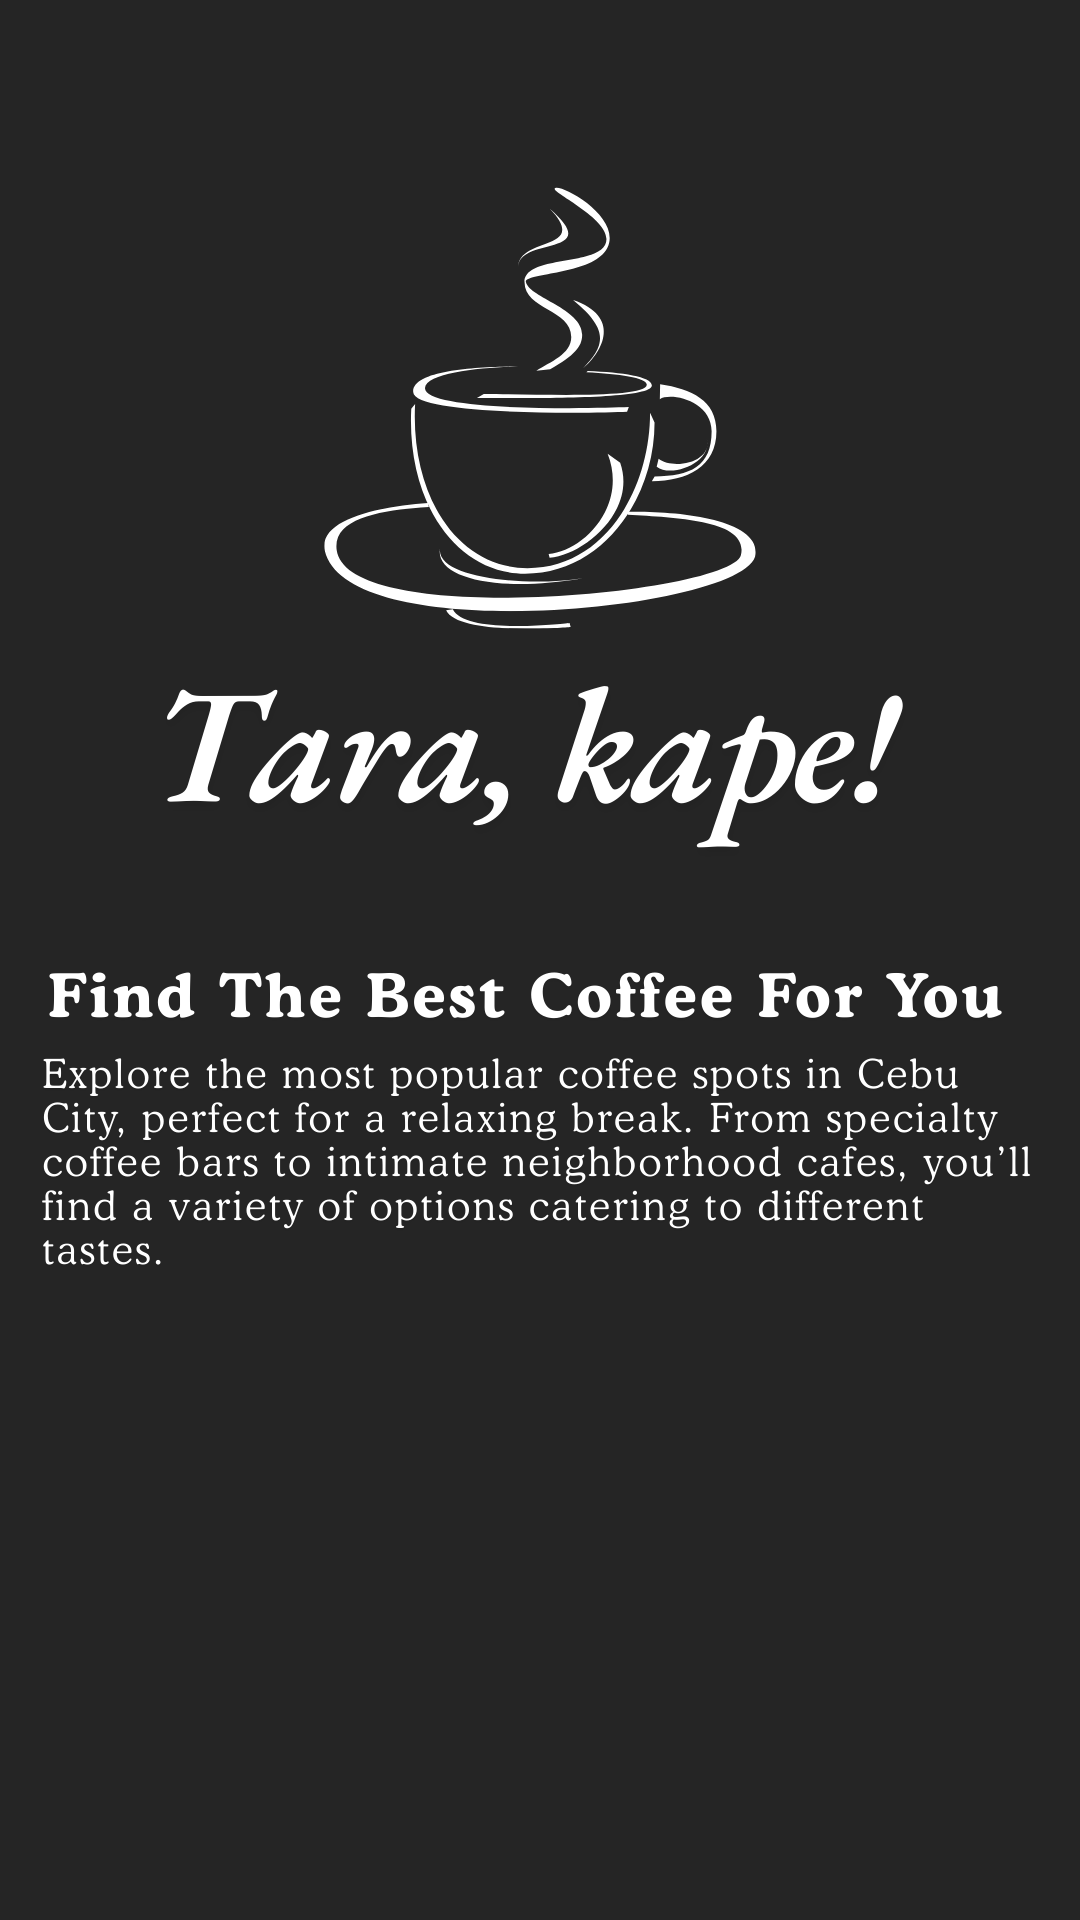 Tara, kape!
Find The Best Coffee For You
Explore the most popular coffee spots in Cebu
City, perfect for a relaxing break. From specialty
coffee bars to intimate neighborhood cafes, you’ll
find a variety of options catering to different
tastes.